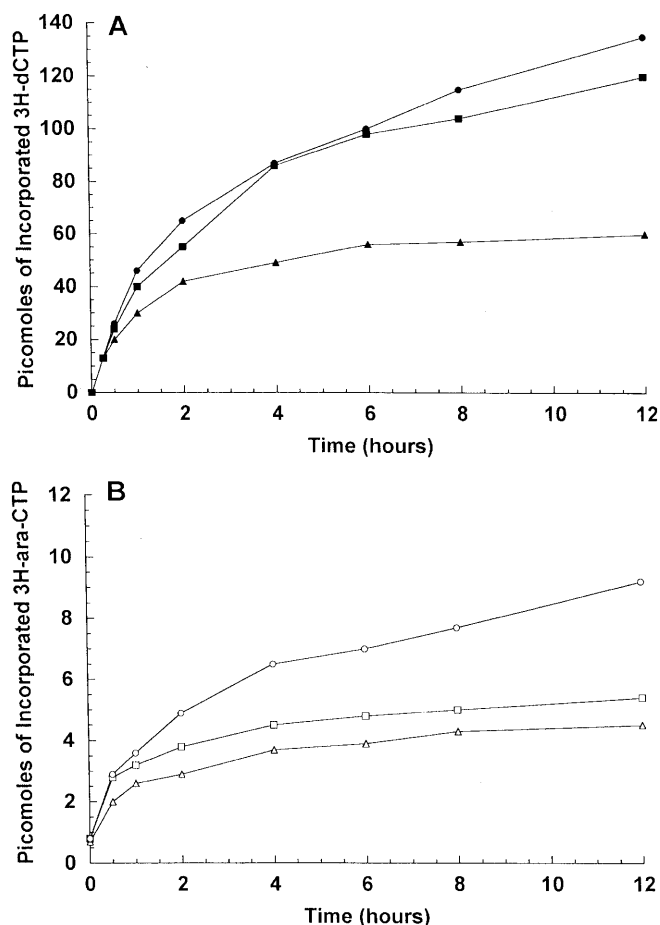 A
Picomoles of Incorporated 3H-dCTP
140
120
100
80
60
40
20
0
0 2 4 6 8 10 12
Time (hours)
B
Picomoles of Incorporated 3H-ara-CTP
12
10
8
6
4
2
0
0 2 4 6 8 10 12
Time (hours)